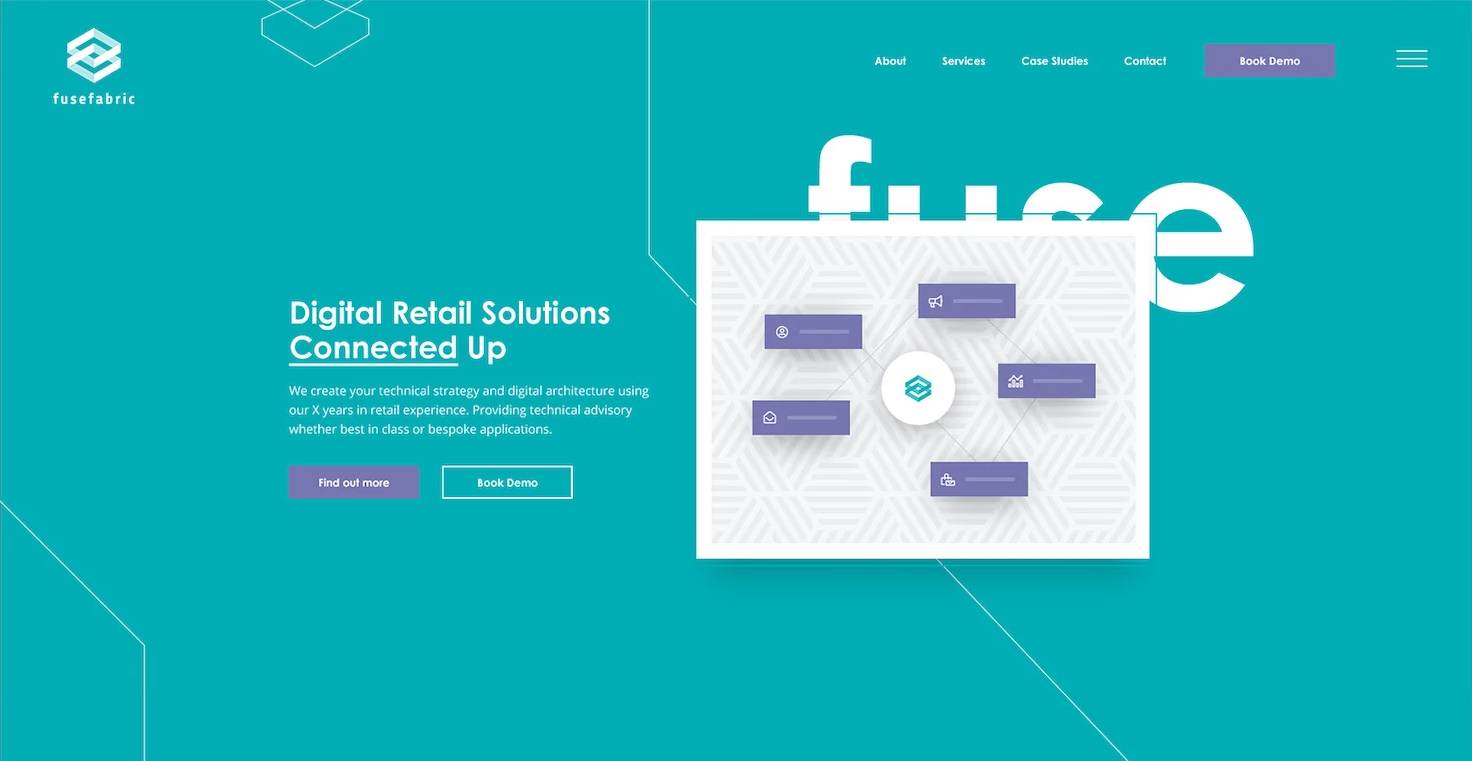 fusefabric
About
Services
Case Studies
Contact
Book Demo
fuse
Digital Retail Solutions
Connected Up
We create your technical strategy and digital architecture using
our X years in retail experience. Providing technical advisory
whether best in class or bespoke applications.
Find out more
Book Demo